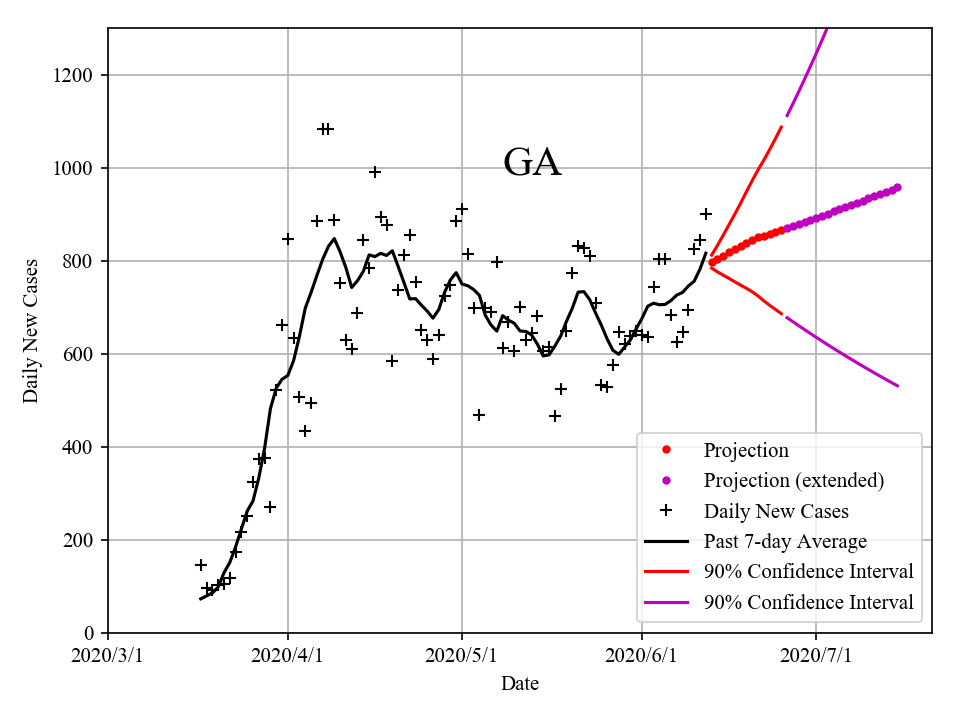 1200
1000
800
600
400
200
0
Daily New Cases
GA
Projection
Projection (extended)
Daily New Cases
Past 7-day Average
90% Confidence Interval
90% Confidence Interval
2020/3/1 2020/4/1 2020/5/1 2020/6/1 2020/7/1
Date